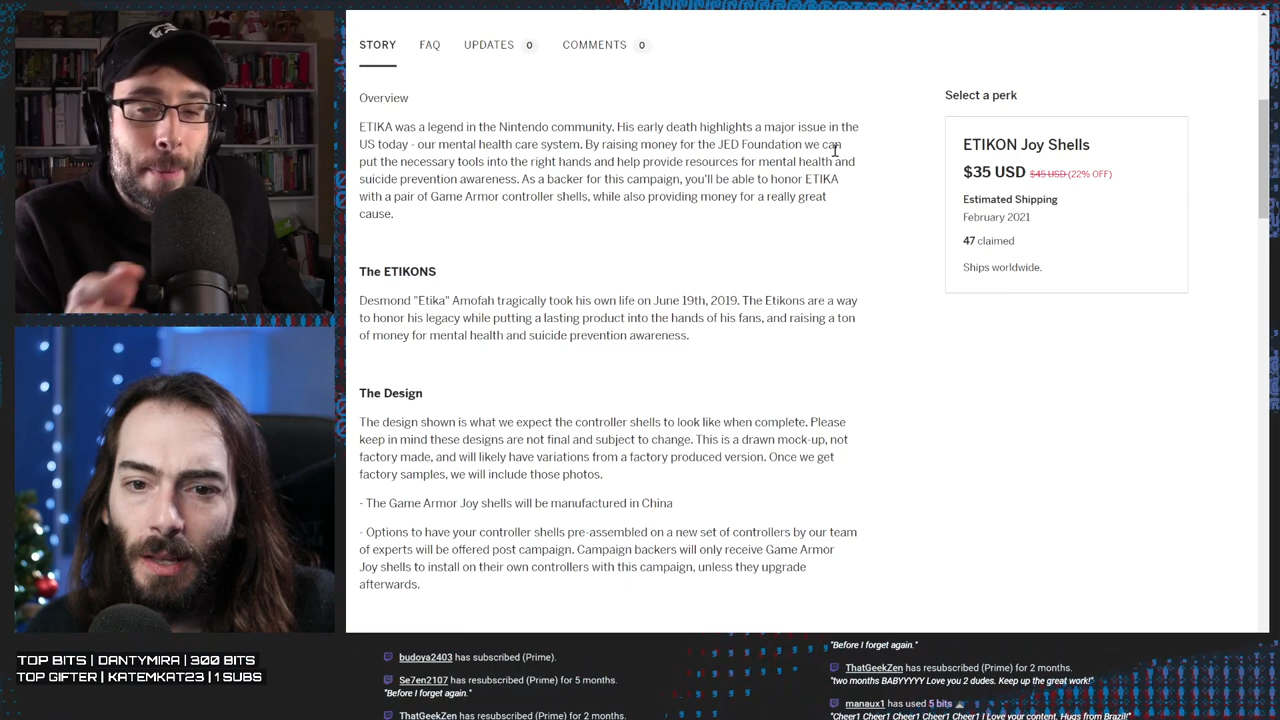 STORY FAQ UPDATES 0 COMMENTS 0
Overview
ETIKA was a legend in the Nintendo community. His early death highlights a major issue in the
US today - our mental health care system. By raising money for the JED Foundation we can
put the necessary tools into the right hands and help provide resources for mental health and
suicide prevention awareness. As a backer for this campaign, you'll be able to honor ETIKA
with a pair of Game Armor controller shells, while also providing money for a really great
cause.
The ETIKONS
Desmond "Etika" Amofah tragically took his own life on June 19th, 2019. The Etikons are a way
to honor his legacy while putting a lasting product into the hands of his fans, and raising a ton
of money for mental health and suicide prevention awareness.
The Design
The design shown is what we expect the controller shells to look like when complete. Please
keep in mind these designs are not final and subject to change. This is a drawn mock-up, not
factory made, and will likely have variations from a factory produced version. Once we get
factory samples, we will include those photos.
- The Game Armor Joy shells will be manufactured in China
- Options to have your controller shells pre-assembled on a new set of controllers by our team
of experts will be offered post campaign. Campaign backers will only receive Game Armor
Joy shells to install on their own controllers with this campaign, unless they upgrade
afterwards.
Select a perk
ETIKON Joy Shells
$35 USD $45 USD (22% OFF)
Estimated Shipping
February 2021
47 claimed
Ships worldwide.
TOP BITS | DANTYMIRA | 300 BITS
TOP GIFTER | KATEMKAT23 | 1 SUBS
budoya2403 has subscribed (Prime).
Se7en2107 has resubscribed (Prime) for 5 months.
"Before I forget again."
ThatGeekZen has resubscribed (Prime) for 2 months.
"Before I forget again."
ThatGeekZen has resubscribed (Prime) for 2 months.
"two months BABYYYYY Love you 2 dudes. Keep up the great work!"
manaux1 has used 5 bits
"Cheer1 Cheer1 Cheer1 Cheer1 Cheer1 I Love your content. Hugs from Brazil!"